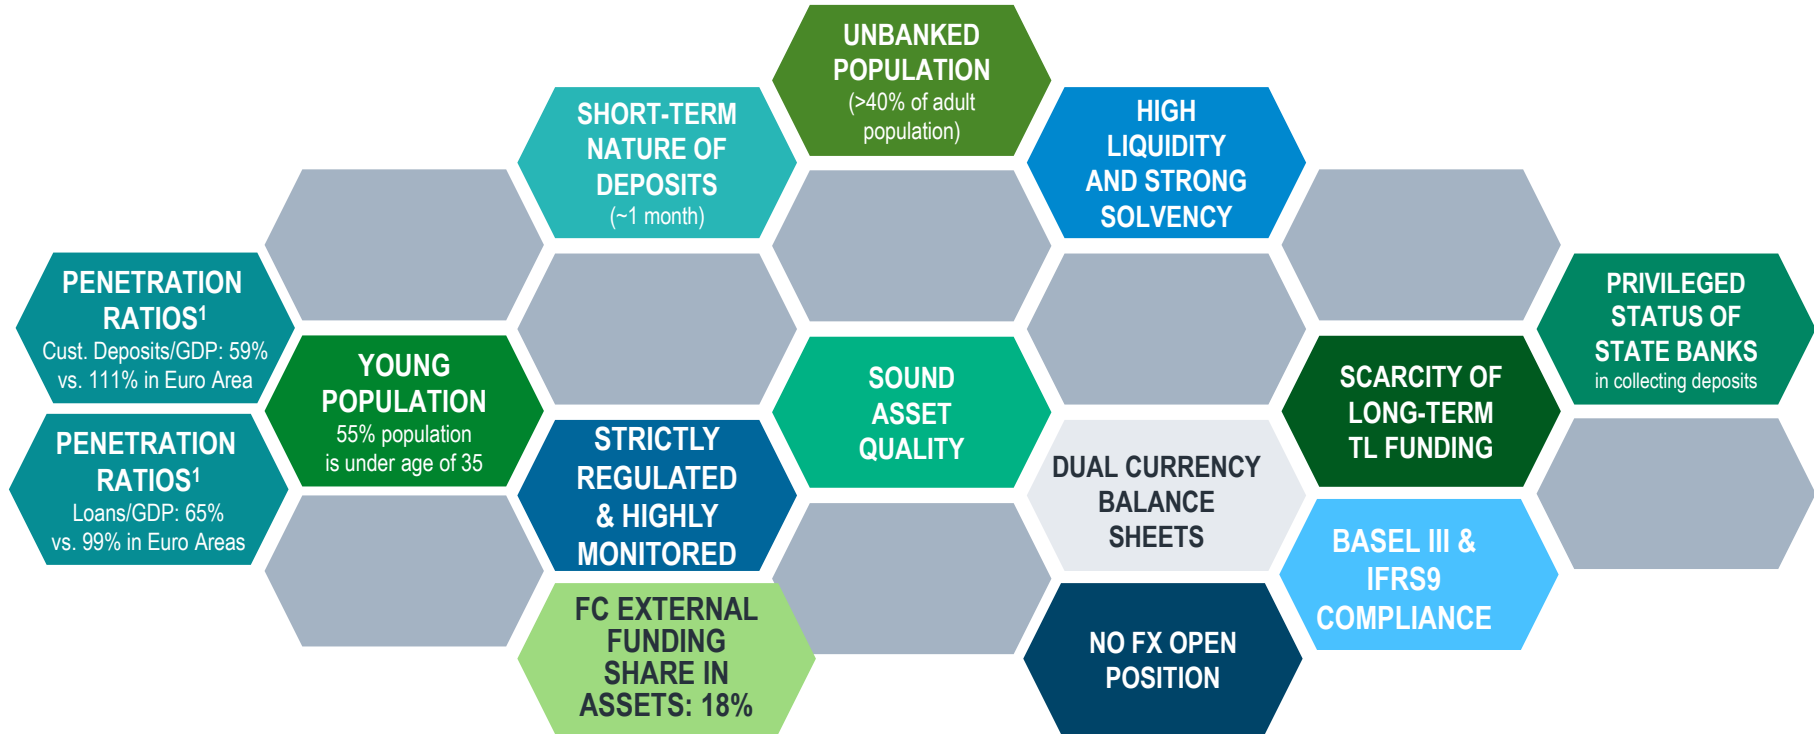 UNBANKED
POPULATION
(>40% of adult
population)
SHORT-TERM
NATURE OF
DEPOSITS
(~1 month)
HIGH
LIQUIDITY
AND STRONG
SOLVENCY
PENETRATION
RATIOS¹
Cust. Deposits/GDP: 59%
vs. 111% in Euro Area
PRIVILEGED
STATUS OF
STATE BANKS
in collecting deposits
YOUNG
POPULATION
55% population
is under age of 35
SOUND
ASSET
QUALITY
SCARCITY OF
LONG-TERM
TL FUNDING
PENETRATION
RATIOS¹
Loans/GDP: 65%
vs. 99% in Euro Areas
STRICTLY
REGULATED
& HIGHLY
MONITORED
DUAL CURRENCY
BALANCE
SHEETS
BASEL III &
IFRS9
COMPLIANCE
FC EXTERNAL
FUNDING
SHARE IN
ASSETS: 18%
NO FX OPEN
POSITION